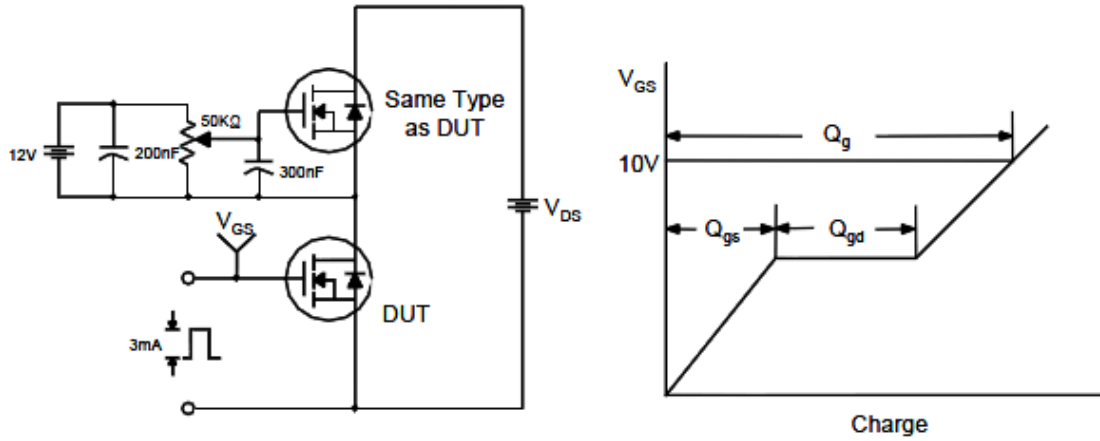 12V
200nF
50KΩ
300nF
Same Type
as DUT
V_DS
V_GS
DUT
3mA
V_GS
10V
Q_g
Q_gs
Q_gd
Charge